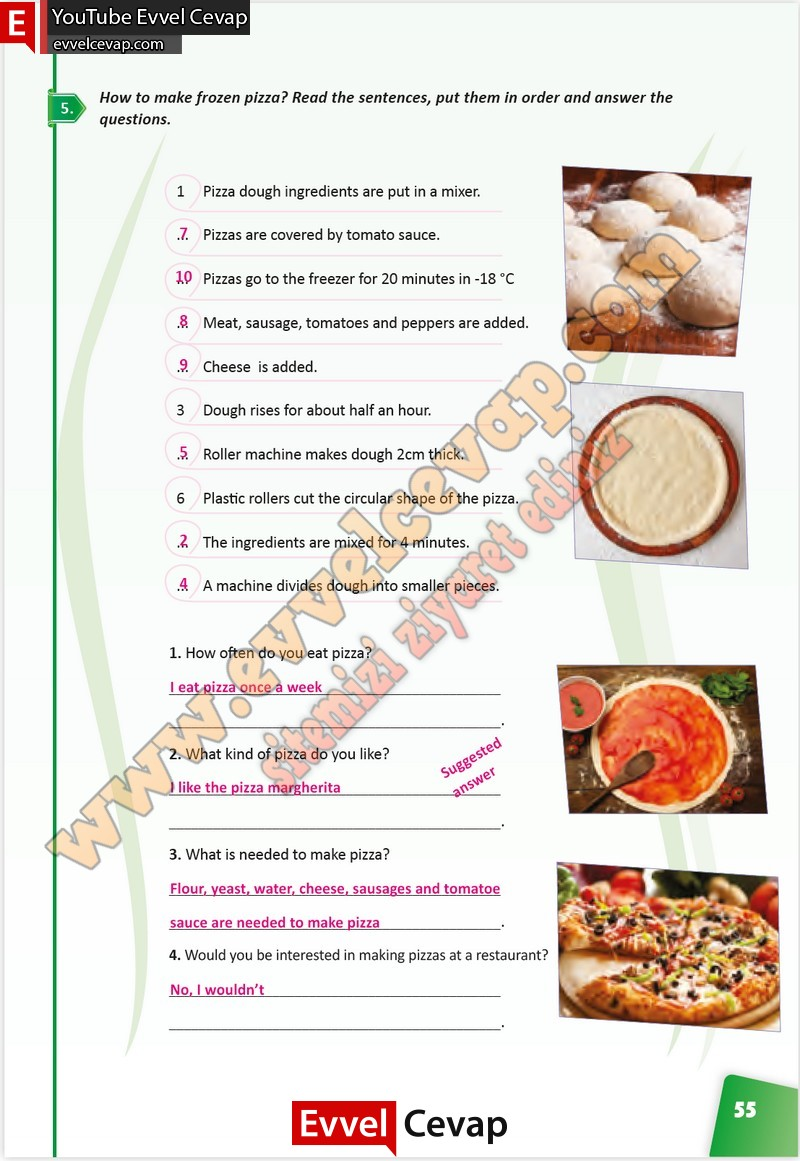 E
YouTube Evvel Cevap
evvelcevap.com
5.
How to make frozen pizza? Read the sentences, put them in order and answer the
questions.
1 Pizza dough ingredients are put in a mixer.
7 Pizzas are covered by tomato sauce.
10 Pizzas go to the freezer for 20 minutes in -18 °C
8 Meat, sausage, tomatoes and peppers are added.
9 Cheese is added.
3 Dough rises for about half an hour.
5 Roller machine makes dough 2cm thick.
6 Plastic rollers cut the circular shape of the pizza.
2 The ingredients are mixed for 4 minutes.
4 A machine divides dough into smaller pieces.
1. How often do you eat pizza?
I eat pizza once a week
.
2. What kind of pizza do you like?
I like the pizza margherita
.
Suggested
answer
3. What is needed to make pizza?
Flour, yeast, water, cheese, sausages and tomatoe
sauce are needed to make pizza.
4. Would you be interested in making pizzas at a restaurant?
No, I wouldn't
.
www.evvelcevap.com
sitemizi ziyaret ediniz
55
Evvel Cevap